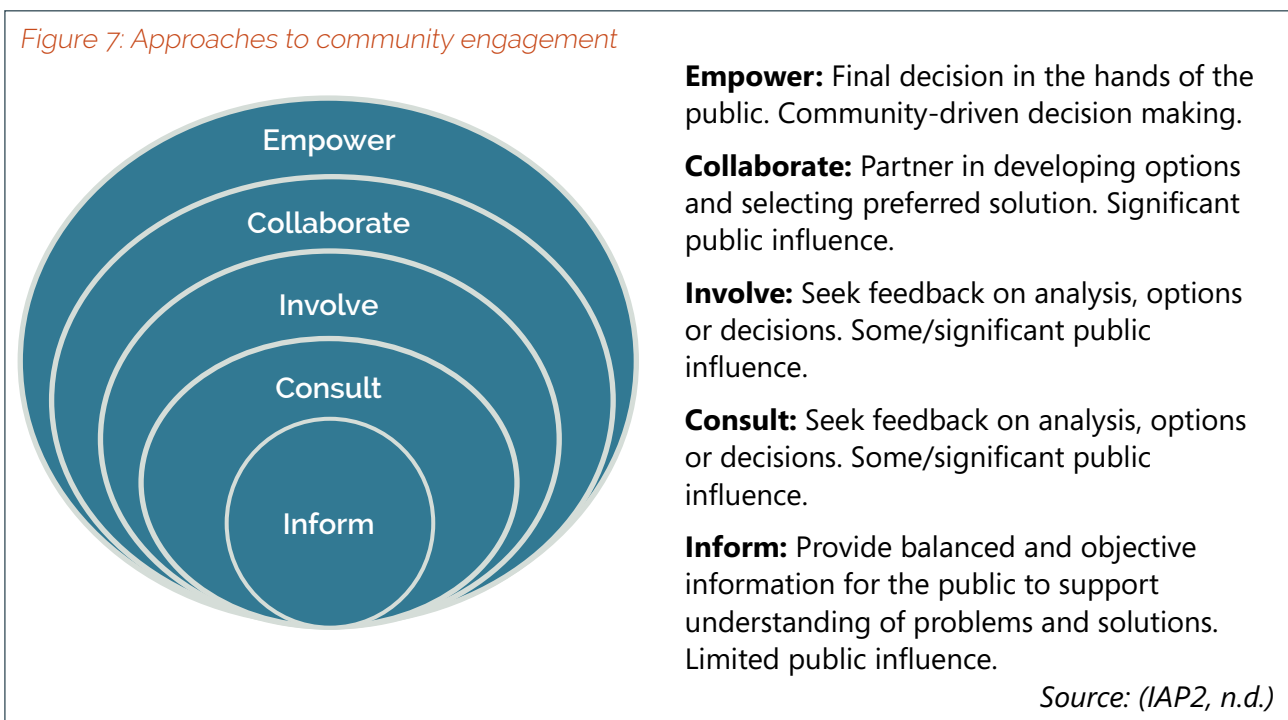 Figure 7: Approaches to community engagement
Empower
Collaborate
Involve
Consult
Inform
Empower: Final decision in the hands of the
public. Community-driven decision making.
Collaborate: Partner in developing options
and selecting preferred solution. Significant
public influence.
Involve: Seek feedback on analysis, options
or decisions. Some/significant public
influence.
Consult: Seek feedback on analysis, options
or decisions. Some/significant public
influence.
Inform: Provide balanced and objective
information for the public to support
understanding of problems and solutions.
Limited public influence.
Source: (IAP2, n.d.)